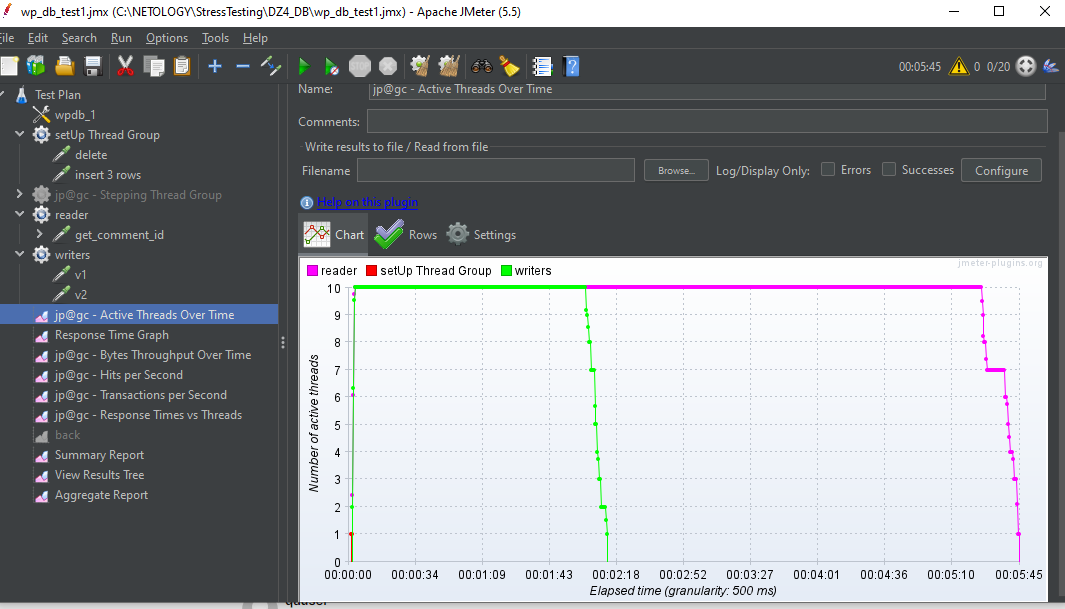 wp_db_test1.jmx (C:\NETOLOGY\StressTesting\DZ4_DB\wp_db_test1.jmx) - Apache JMeter (5.5)
File Edit Search Run Options Tools Help
STOP
00:05:45 0 0/20
Test Plan
wpdb_1
setUp Thread Group
delete
insert 3 rows
jp@gc - Stepping Thread Group
reader
get_comment_id
writers
v1
v2
jp@gc - Active Threads Over Time
Response Time Graph
jp@gc - Bytes Throughput Over Time
jp@gc - Hits per Second
jp@gc - Transactions per Second
jp@gc - Response Times vs Threads
back
Summary Report
View Results Tree
Aggregate Report
Name: jp@gc - Active Threads Over Time
Comments:
Write results to file / Read from file
Filename Browse... Log/Display Only: Errors Successes Configure
Help on this plugin
Chart Rows Settings
jmeter-plugins.org
reader setUp Thread Group writers
10
9
8
7
6
5
4
3
2
1
0
Number of active threads
00:00:00 00:00:34 00:01:09 00:01:43 00:02:18 00:02:52 00:03:27 00:04:01 00:04:36 00:05:10 00:05:45
Elapsed time (granularity: 500 ms)